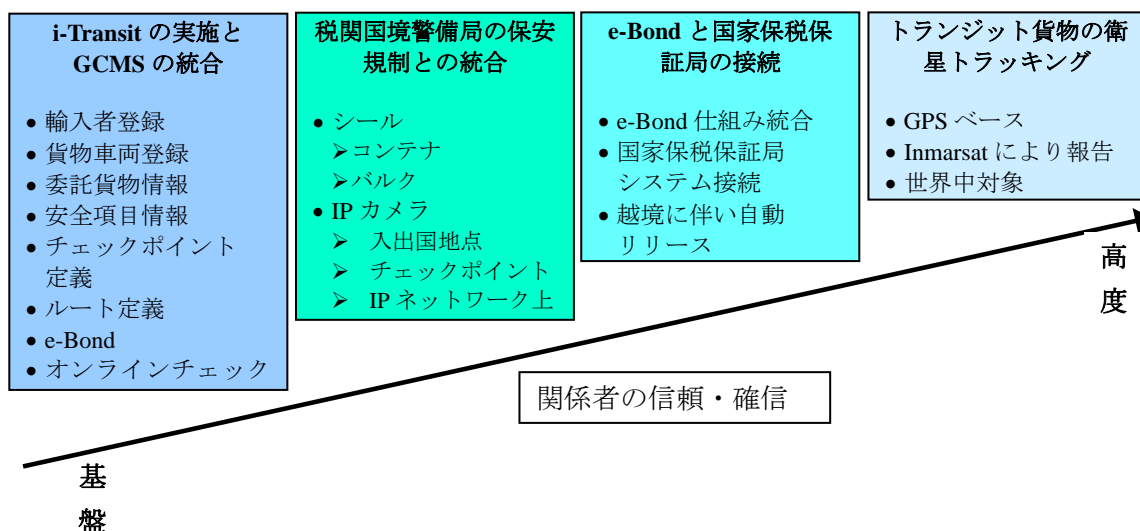 i-Transit の実施と
GCMS の統合
• 輸入者登録
• 貨物車両登録
• 委託貨物情報
• 安全項目情報
• チェックポイント
定義
• ルート定義
• e-Bond
• オンラインチェック
税関国境警備局の保安
規制との統合
• シール
➢コンテナ
➢バルク
• IP カメラ
➢ 入出国地点
➢ チェックポイント
➢ IP ネットワーク上
e-Bond と国家保税保
証局の接続
• e-Bond 仕組み統合
• 国家保税保証局
システム接続
• 越境に伴い自動
リリース
トランジット貨物の衛
星トラッキング
• GPS ベース
• Inmarsat により報告
• 世界中対象
高
度
関係者の信頼・確信
基
盤